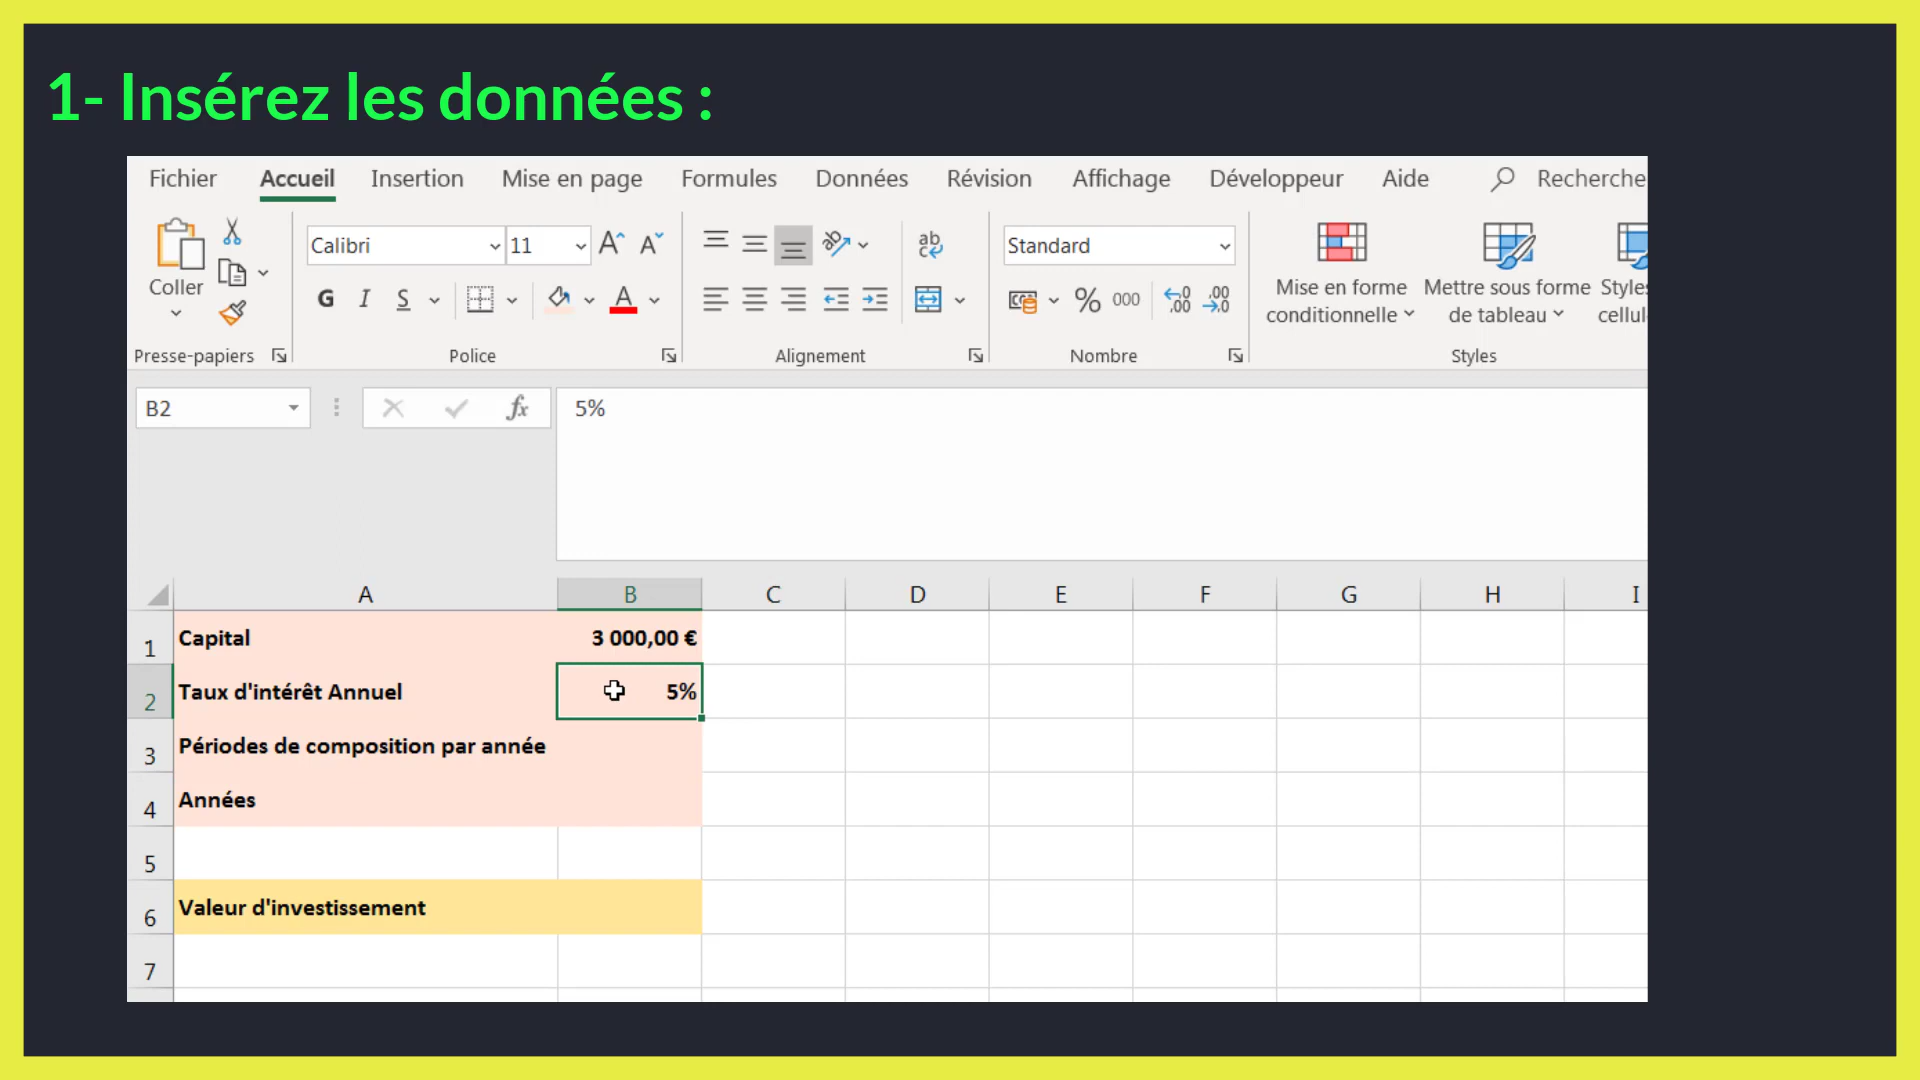 1- Insérez les données :
Fichier Accueil Insertion Mise en page Formules Données Révision Affichage Développeur Aide Recherche
Coller
Presse-papiers
Calibri 11
G I S
Police
ab
Alignement
Standard
% 000
Nombre
Mise en forme conditionnelle
Mettre sous forme de tableau
Styles
B2 fx 5%
A B C D E F G H I
1 Capital 3 000,00 €
2 Taux d'intérêt Annuel 5%
3 Périodes de composition par année
4 Années
5
6 Valeur d'investissement
7